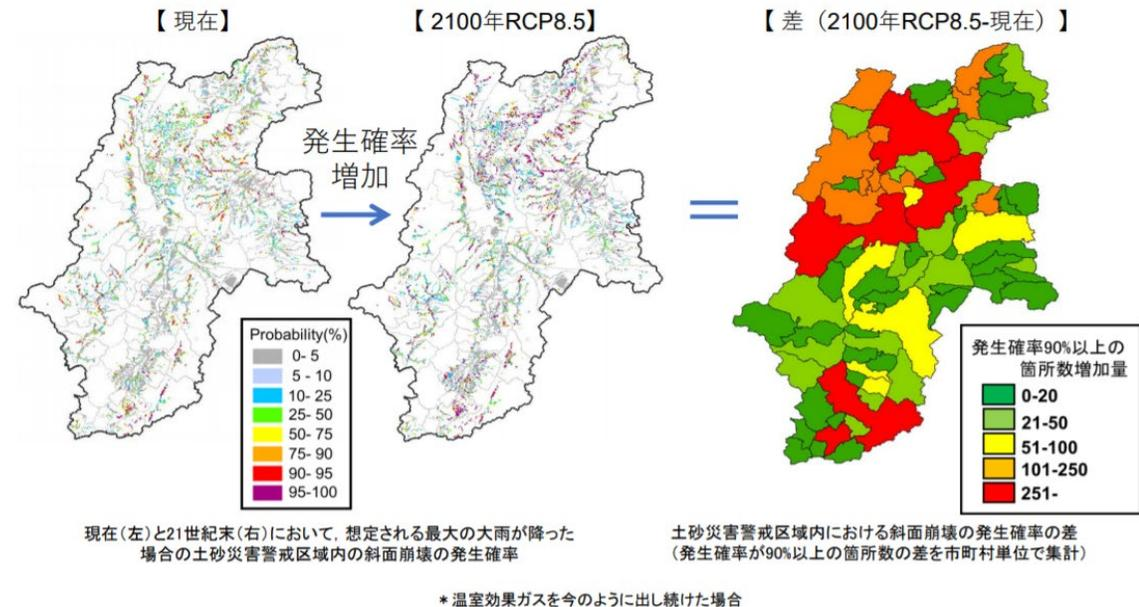 【 現在】
【 2100年RCP8.5】
【 差（2100年RCP8.5-現在）】
発生確率
増加
Probability(%)
0- 5
5 - 10
10- 25
25- 50
50- 75
75- 90
90- 95
95-100
発生確率90%以上の
箇所数増加量
0-20
21-50
51-100
101-250
251-
現在（左）と21世紀末（右）において，想定される最大の大雨が降った
場合の土砂災害警戒区域内の斜面崩壊の発生確率
土砂災害警戒区域内における斜面崩壊の発生確率の差
（発生確率が90%以上の箇所数の差を市町村単位で集計）
＊温室効果ガスを今のように出し続けた場合